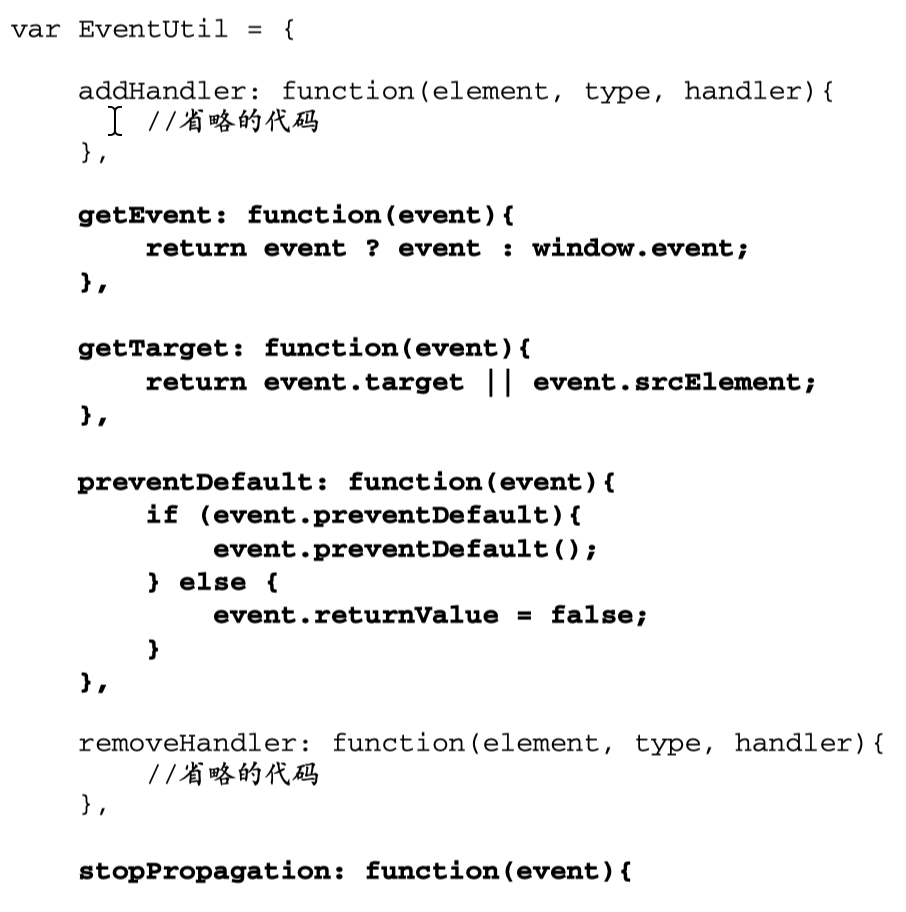 var EventUtil = {
addHandler: function(element, type, handler){
//省略的代码
},
getEvent: function(event){
return event ? event : window.event;
},
getTarget: function(event){
return event.target || event.srcElement;
},
preventDefault: function(event){
if (event.preventDefault){
event.preventDefault();
} else {
event.returnValue = false;
}
},
removeHandler: function(element, type, handler){
//省略的代码
},
stopPropagation: function(event){